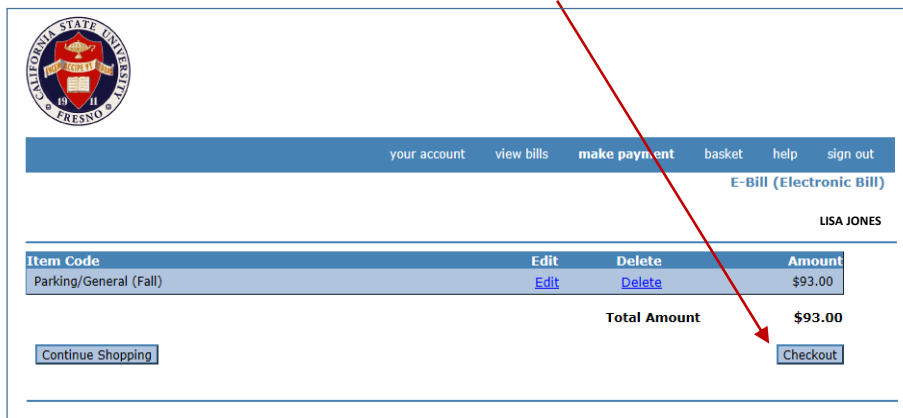 CALIFORNIA STATE UNIVERSITY
FRESNO
19 11
your account view bills make payment basket help sign out
E-Bill (Electronic Bill)
LISA JONES
Item Code Edit Delete Amount
Parking/General (Fall) Edit Delete $93.00
Total Amount $93.00
Continue Shopping Checkout